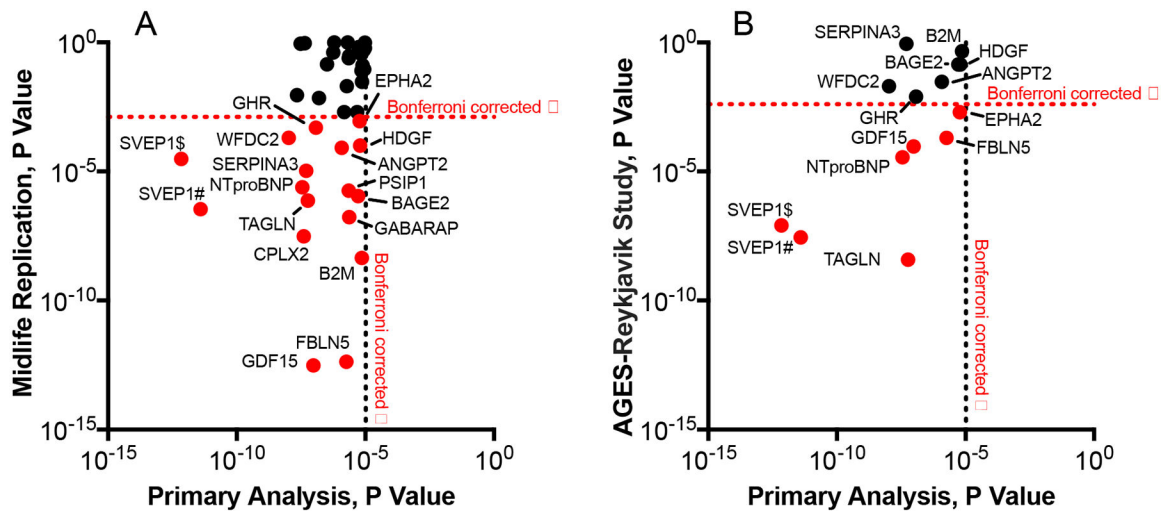 A
10^0
10^-5
10^-10
10^-15
Midlife Replication, P Value
EPHA2
GHR
Bonferroni corrected □
WFDC2
HDGF
SVEP1$
SERPINA3
ANGPT2
NTproBNP
PSIP1
SVEP1#
BAGE2
TAGLN
GABARAP
CPLX2
B2M
Bonferroni corrected □
FBLN5
GDF15
10^-15
10^-10
10^-5
10^0
Primary Analysis, P Value
B
10^0
10^-5
10^-10
10^-15
AGES-Reykjavik Study, P Value
SERPINA3
B2M
HDGF
BAGE2
ANGPT2
WFDC2
Bonferroni corrected □
GHR
EPHA2
GDF15
FBLN5
NTproBNP
SVEP1$
SVEP1#
TAGLN
Bonferroni corrected □
10^-15
10^-10
10^-5
10^0
Primary Analysis, P Value